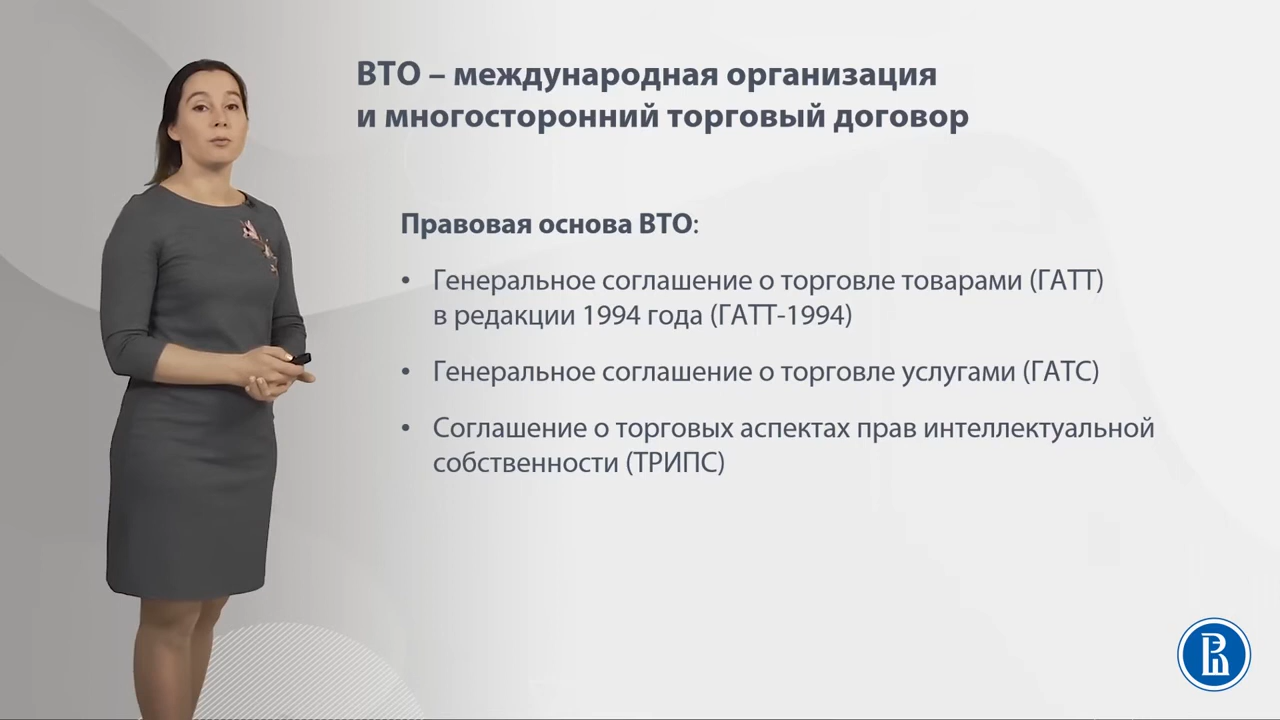 ВТО – международная организация
и многосторонний торговый договор
Правовая основа ВТО:
• Генеральное соглашение о торговле товарами (ГАТТ)
в редакции 1994 года (ГАТТ-1994)
• Генеральное соглашение о торговле услугами (ГАТС)
• Соглашение о торговых аспектах прав интеллектуальной
собственности (ТРИПС)